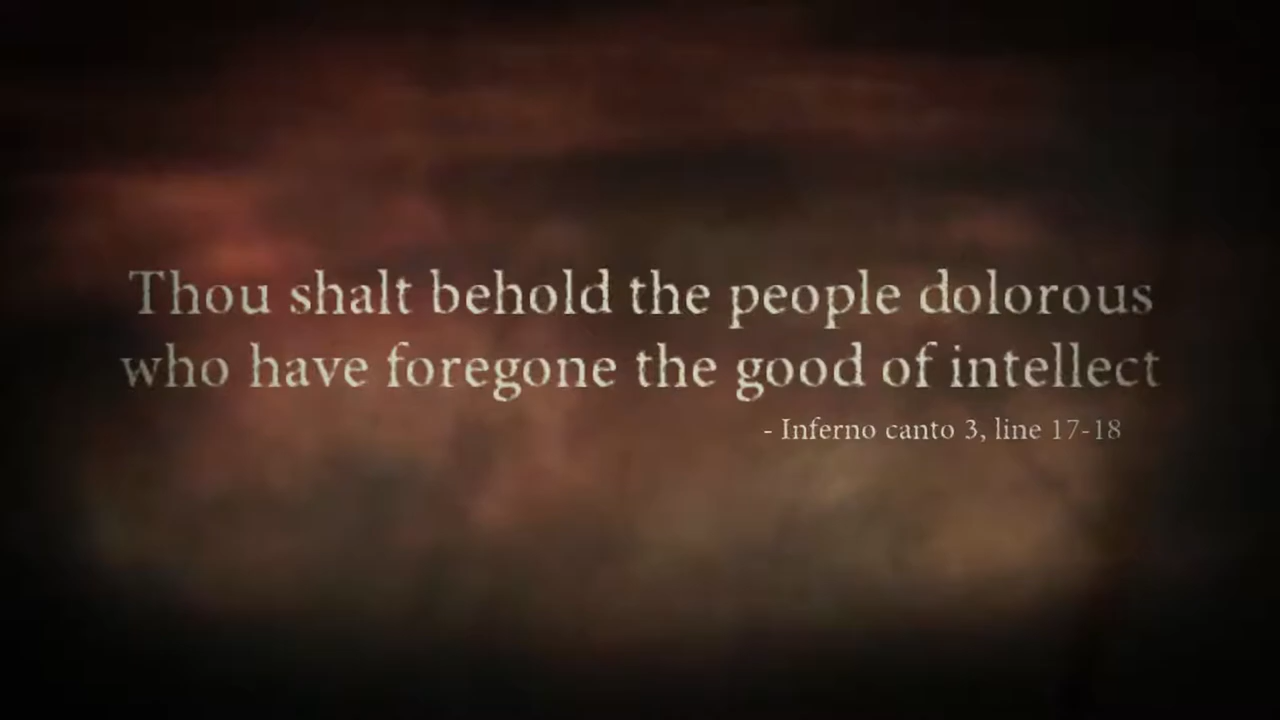 Thou shalt behold the people dolorous
who have foregone the good of intellect
- Inferno canto 3, line 17-18